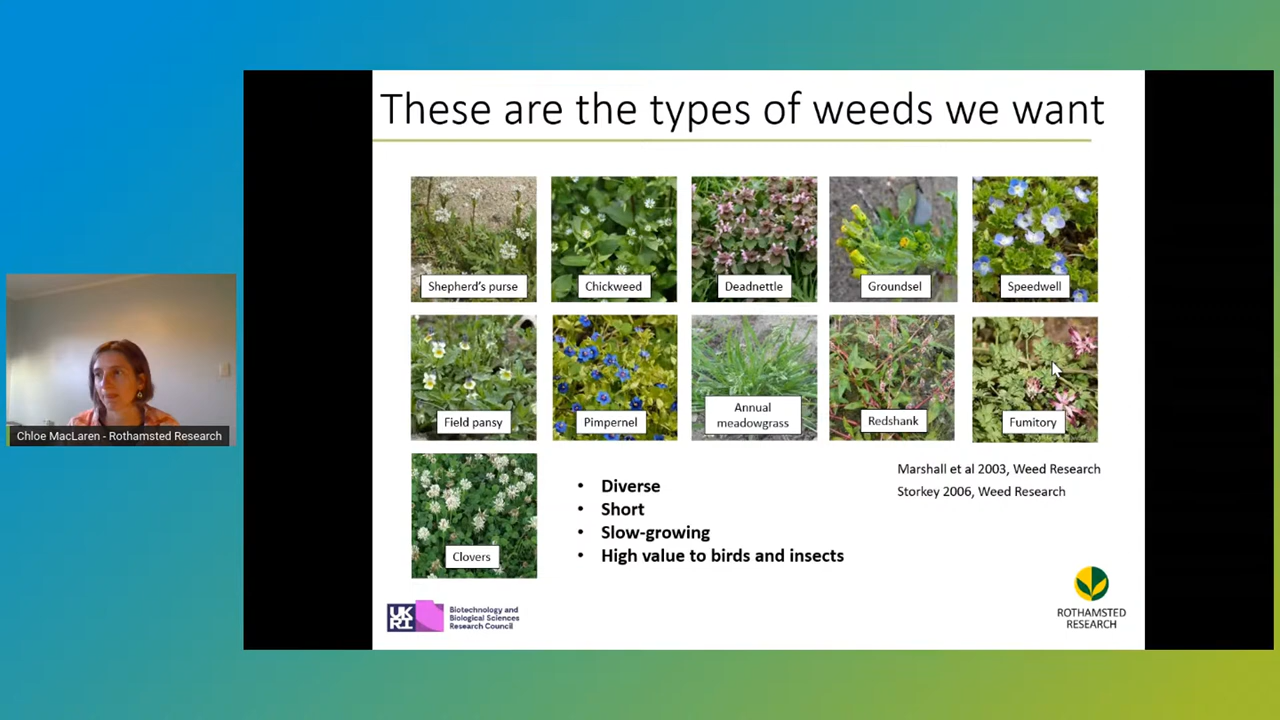 These are the types of weeds we want
Shepherd's purse
Chickweed
Deadnettle
Groundsel
Speedwell
Field pansy
Pimpernel
Annual
meadowgrass
Redshank
Fumitory
Clovers
• Diverse
• Short
• Slow-growing
• High value to birds and insects
Marshall et al 2003, Weed Research
Storkey 2006, Weed Research
UK
RI
Biotechnology and
Biological Sciences
Research Council
ROTHAMSTED
RESEARCH
Chloe MacLaren - Rothamsted Research